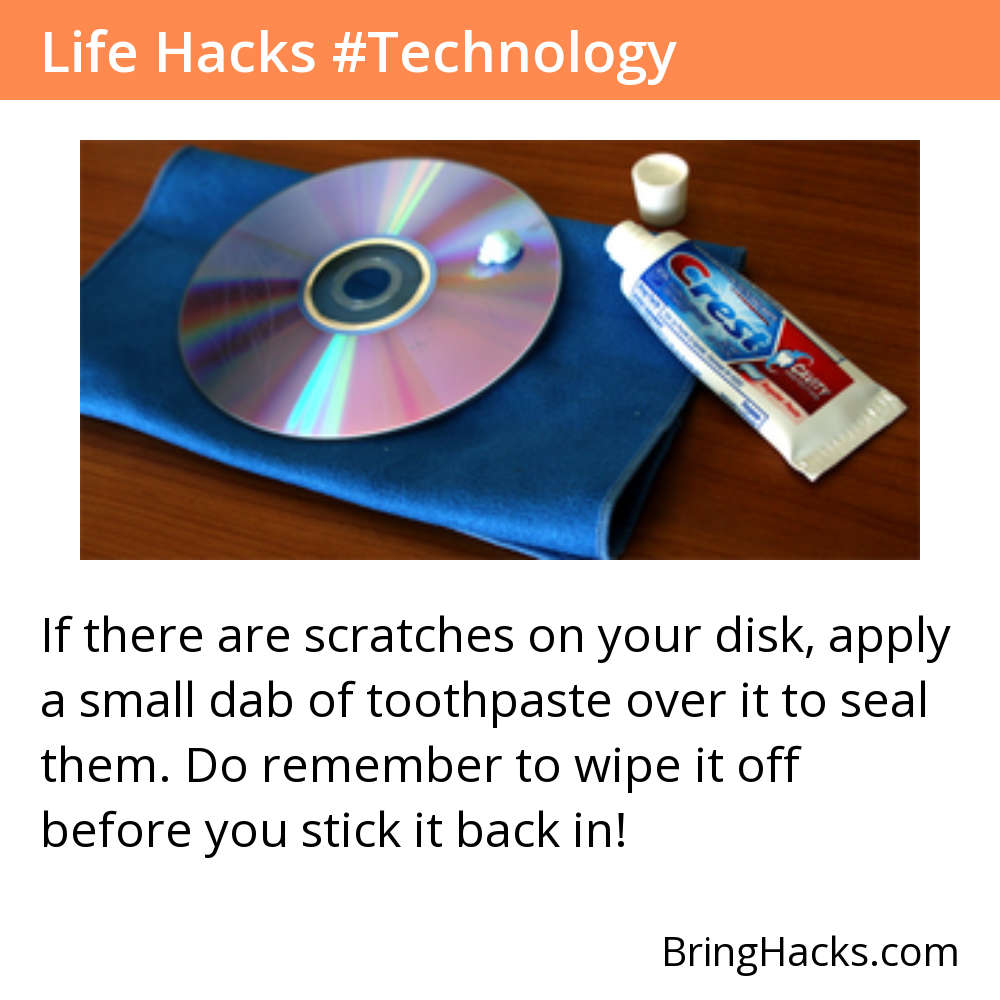 Life Hacks #Technology
Crest
CAVITY
If there are scratches on your disk, apply
a small dab of toothpaste over it to seal
them. Do remember to wipe it off
before you stick it back in!
BringHacks.com